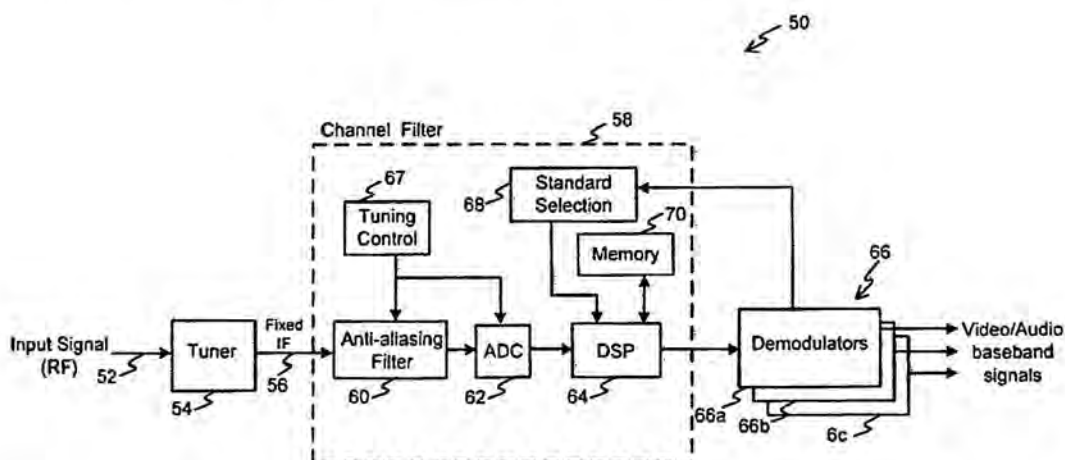 50
Channel Filter
58
67
Tuning
Control
68
Standard
Selection
70
Memory
66
Input Signal
(RF)
52
Tuner
54
Fixed
IF
56
Anti-aliasing
Filter
60
ADC
62
DSP
64
Demodulators
66a
66b
6c
Video/Audio
baseband
signals